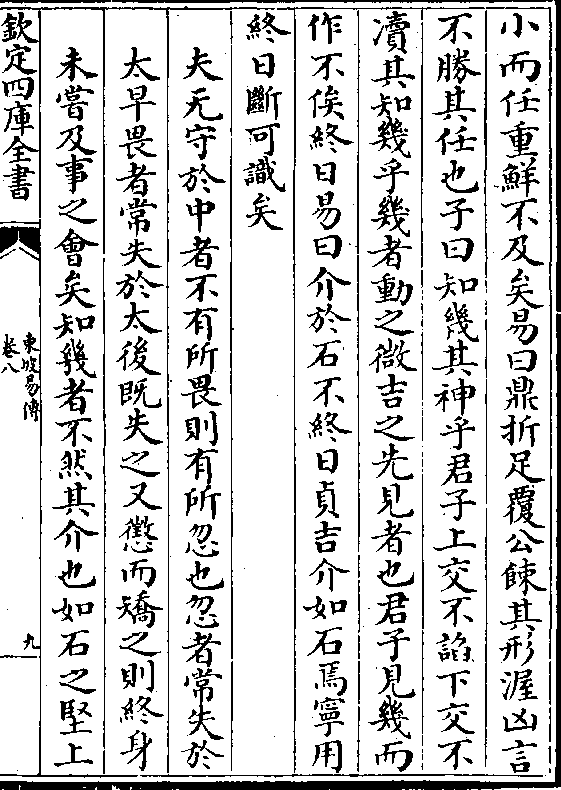 小而任重鮮不及矣易曰鼎折足覆公餗其形渥凶言
不勝其任也子曰知幾其神乎君子上交不諂下交不
瀆其知幾乎幾者動之微吉之先見者也君子見幾而
作不俟終日易曰介於石不終日貞吉介如石焉寧用
終日斷可識矣
夫无守於中者不有所畏則有所忽也忽者常失於
太早畏者常失於太後既失之又懲而矯之則終身
未嘗及事之會矣知幾者不然其介也如石之堅上
欽定四庫全書
東坡易傳
卷八
九